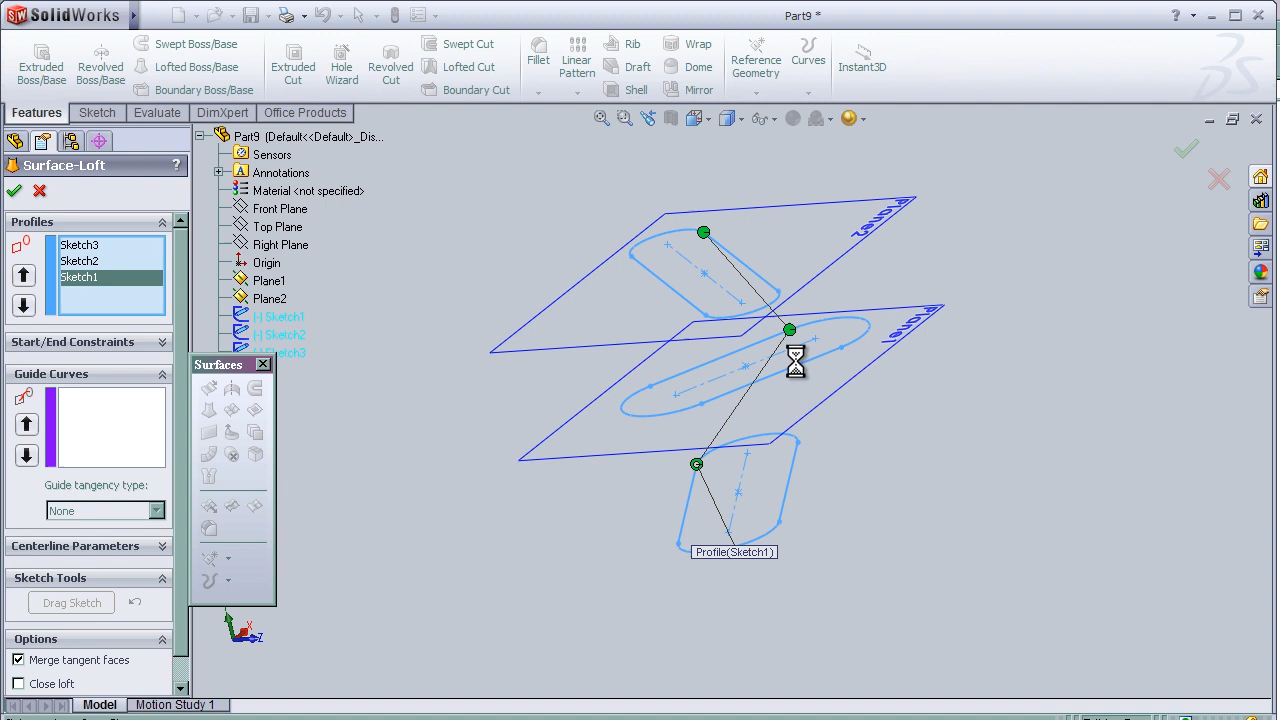 SolidWorks
Part9 *
Extruded Boss/Base
Revolved Boss/Base
Swept Boss/Base
Lofted Boss/Base
Boundary Boss/Base
Extruded Cut
Hole Wizard
Revolved Cut
Swept Cut
Lofted Cut
Boundary Cut
Fillet
Linear Pattern
Rib
Draft
Shell
Wrap
Dome
Mirror
Reference Geometry
Curves
Instant3D
Features
Sketch
Evaluate
DimXpert
Office Products
Surface-Loft
?
Profiles
Sketch3
Sketch2
Sketch1
Start/End Constraints
Guide Curves
Guide tangency type:
None
Centerline Parameters
Sketch Tools
Drag Sketch
Options
Merge tangent faces
Close loft
Part9 (Default<<Default>_Dis...
Sensors
Annotations
Material <not specified>
Front Plane
Top Plane
Right Plane
Origin
Plane1
Plane2
(-) Sketch1
(-) Sketch2
(-) Sketch3
Surfaces
Plane2
Plane1
Profile(Sketch1)
X
Z
Model
Motion Study 1